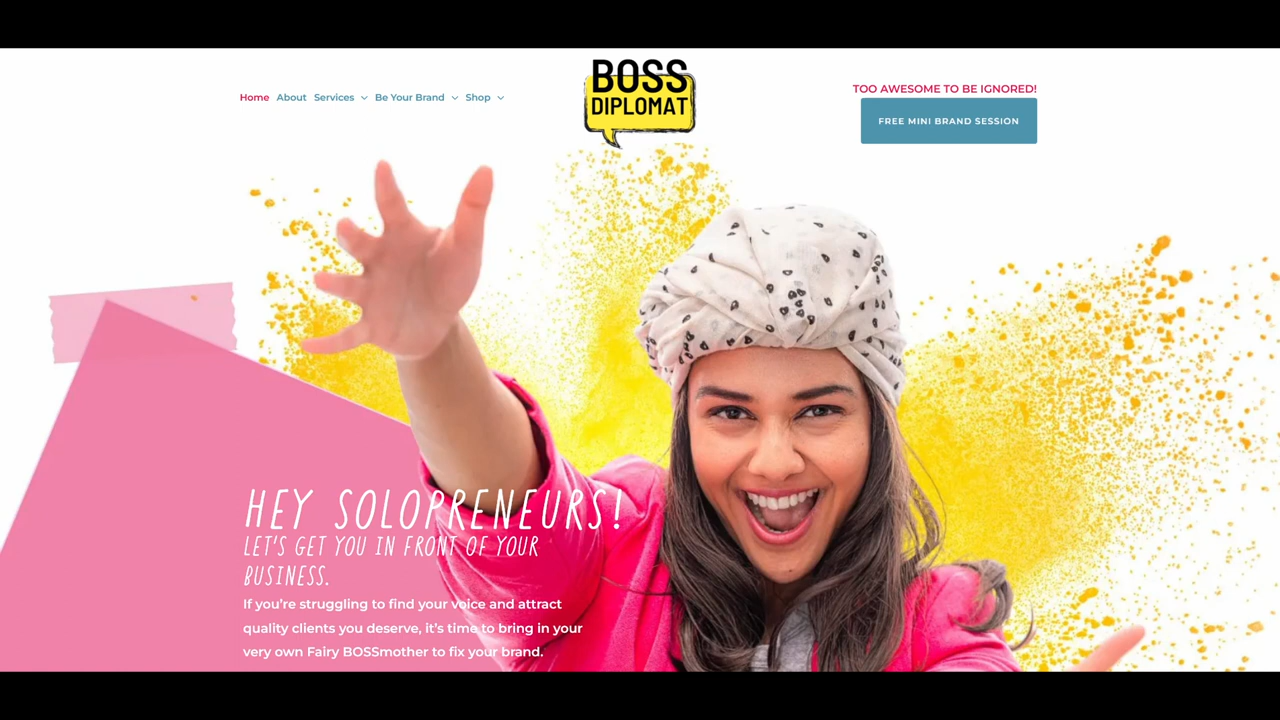 Home About Services Be Your Brand Shop
BOSS
DIPLOMAT
TOO AWESOME TO BE IGNORED!
FREE MINI BRAND SESSION
HEY SOLOPRENEURS!
LET'S GET YOU IN FRONT OF YOUR
BUSINESS.
If you're struggling to find your voice and attract
quality clients you deserve, it's time to bring in your
very own Fairy BOSSmother to fix your brand.